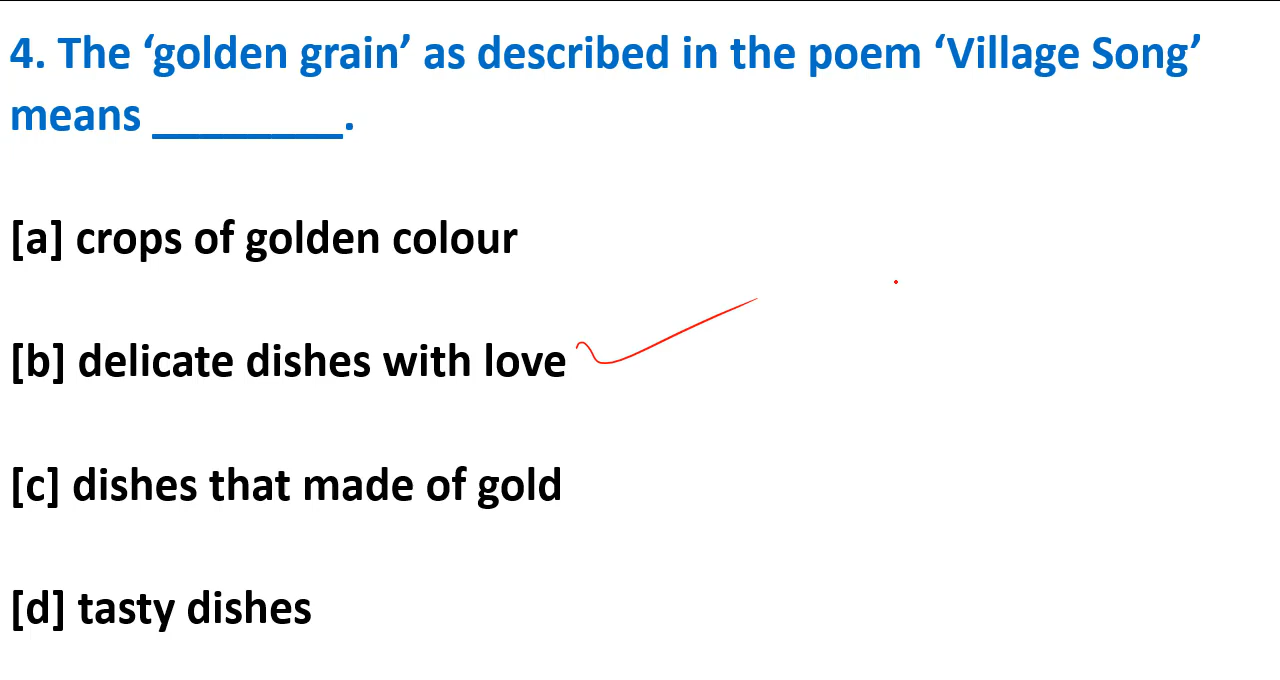 4. The ‘golden grain’ as described in the poem ‘Village Song’
means ________.
[a] crops of golden colour
[b] delicate dishes with love
[c] dishes that made of gold
[d] tasty dishes